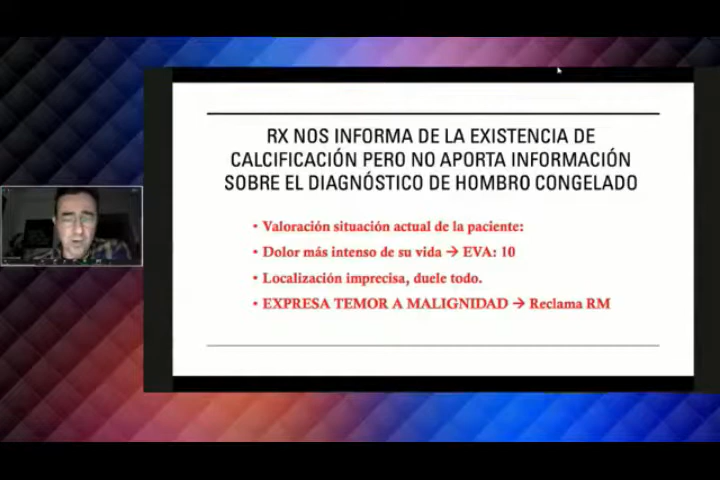 RX NOS INFORMA DE LA EXISTENCIA DE
CALCIFICACIÓN PERO NO APORTA INFORMACIÓN
SOBRE EL DIAGNÓSTICO DE HOMBRO CONGELADO
• Valoración situación actual de la paciente:
• Dolor más intenso de su vida → EVA: 10
• Localización imprecisa, duele todo.
• EXPRESA TEMOR A MALIGNIDAD → Reclama RM